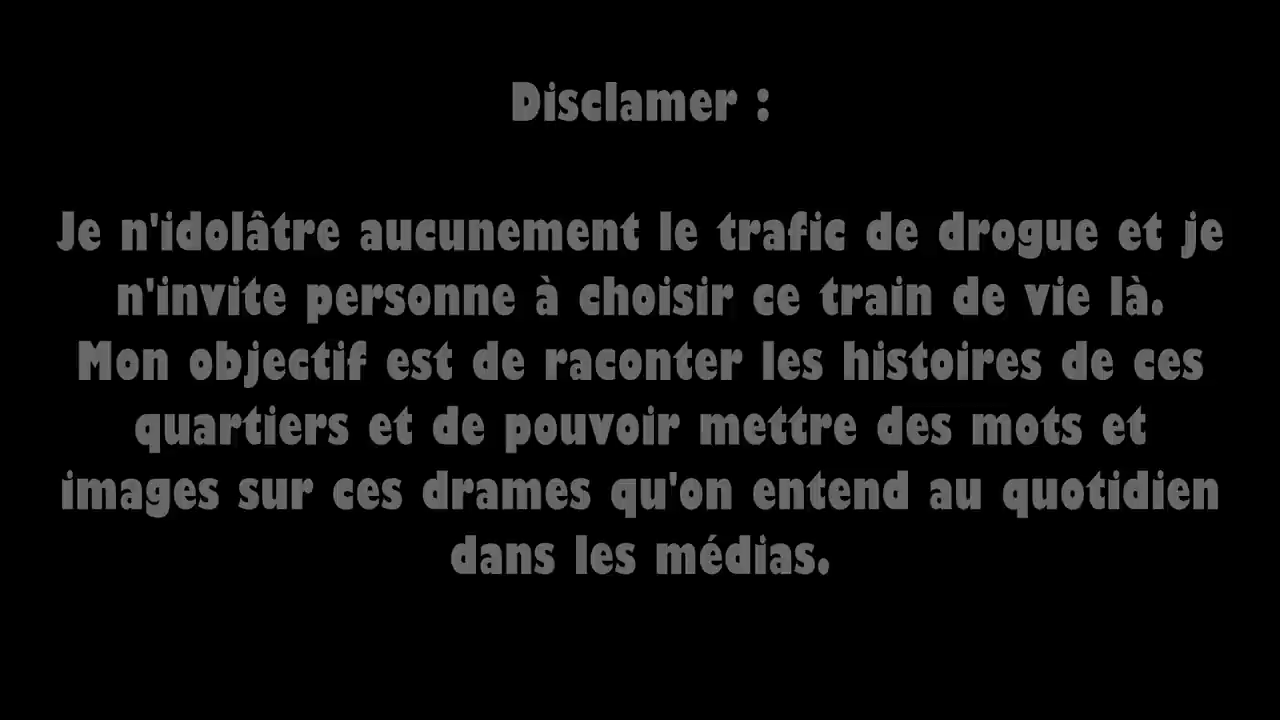 Disclamer :
Je n'idolâtre aucunement le trafic de drogue et je
n'invite personne à choisir ce train de vie là.
Mon objectif est de raconter les histoires de ces
quartiers et de pouvoir mettre des mots et
images sur ces drames qu'on entend au quotidien
dans les médias.